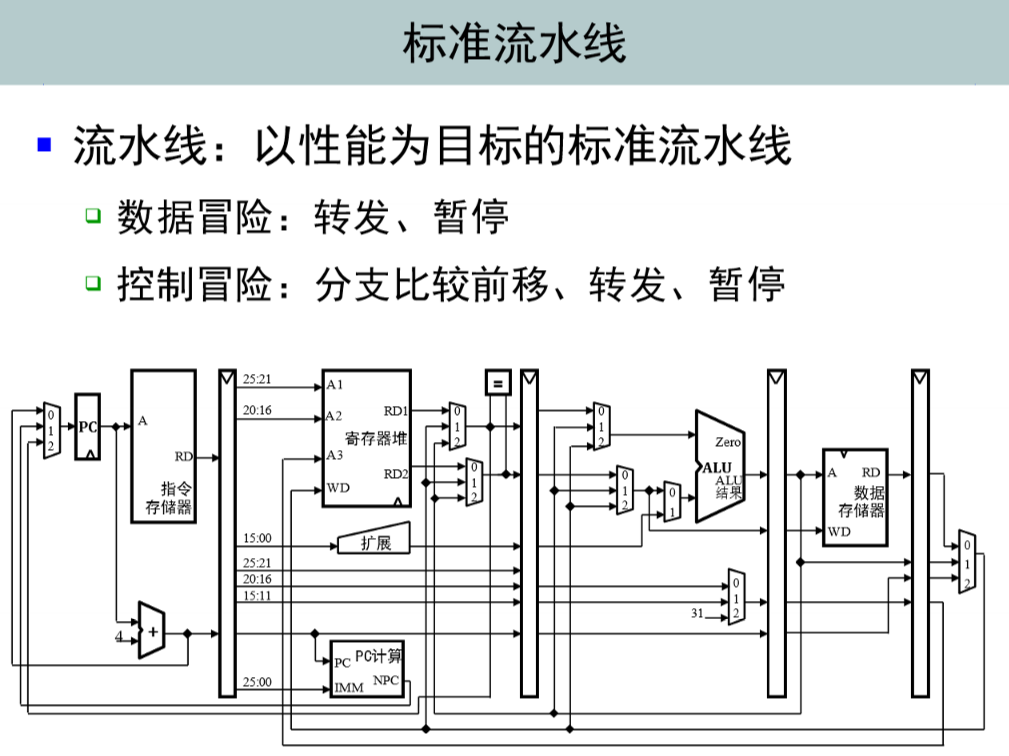 标准流水线
流水线：以性能为目标的标准流水线
数据冒险：转发、暂停
控制冒险：分支比较前移、转发、暂停
0
1
2
PC
A
RD
指令
存储器
4
+
25:21
20:16
15:00
25:21
20:16
15:11
25:00
A1
A2
A3
WD
RD1
RD2
寄存器堆
扩展
PC
PC计算
NPC
IMM
0
1
2
0
1
2
=
0
1
2
0
1
2
0
1
Zero
ALU
ALU
结果
31
0
1
2
A
RD
数据
存储器
WD
0
1
2